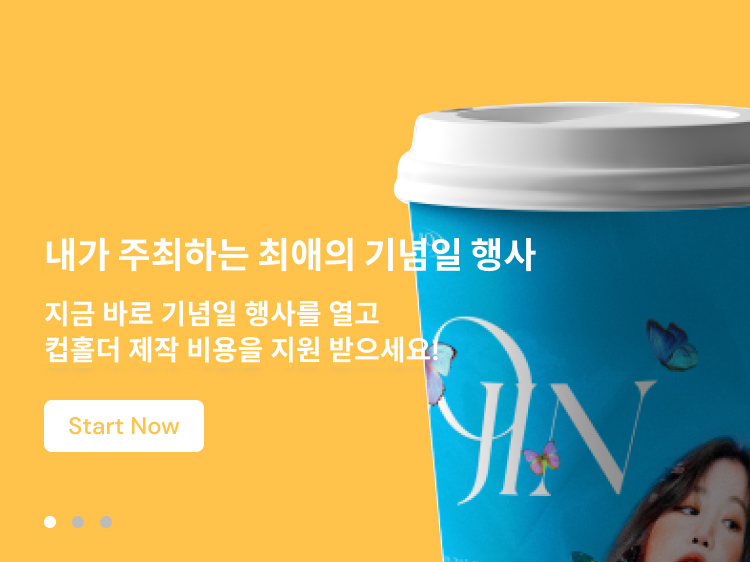 내가 주최하는 최애의 기념일 행사
지금 바로 기념일 행사를 열고
컵홀더 제작 비용을 지원 받으세요!
Start Now
JIN